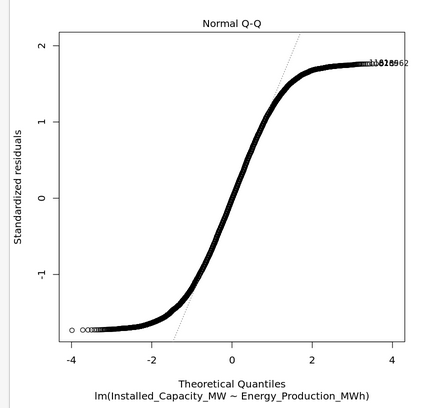 Normal Q-Q
Standardized residuals
2
1
0
-1
-4
-2
0
2
4
Theoretical Quantiles
lm(Installed_Capacity_MW ~ Energy_Production_MWh)